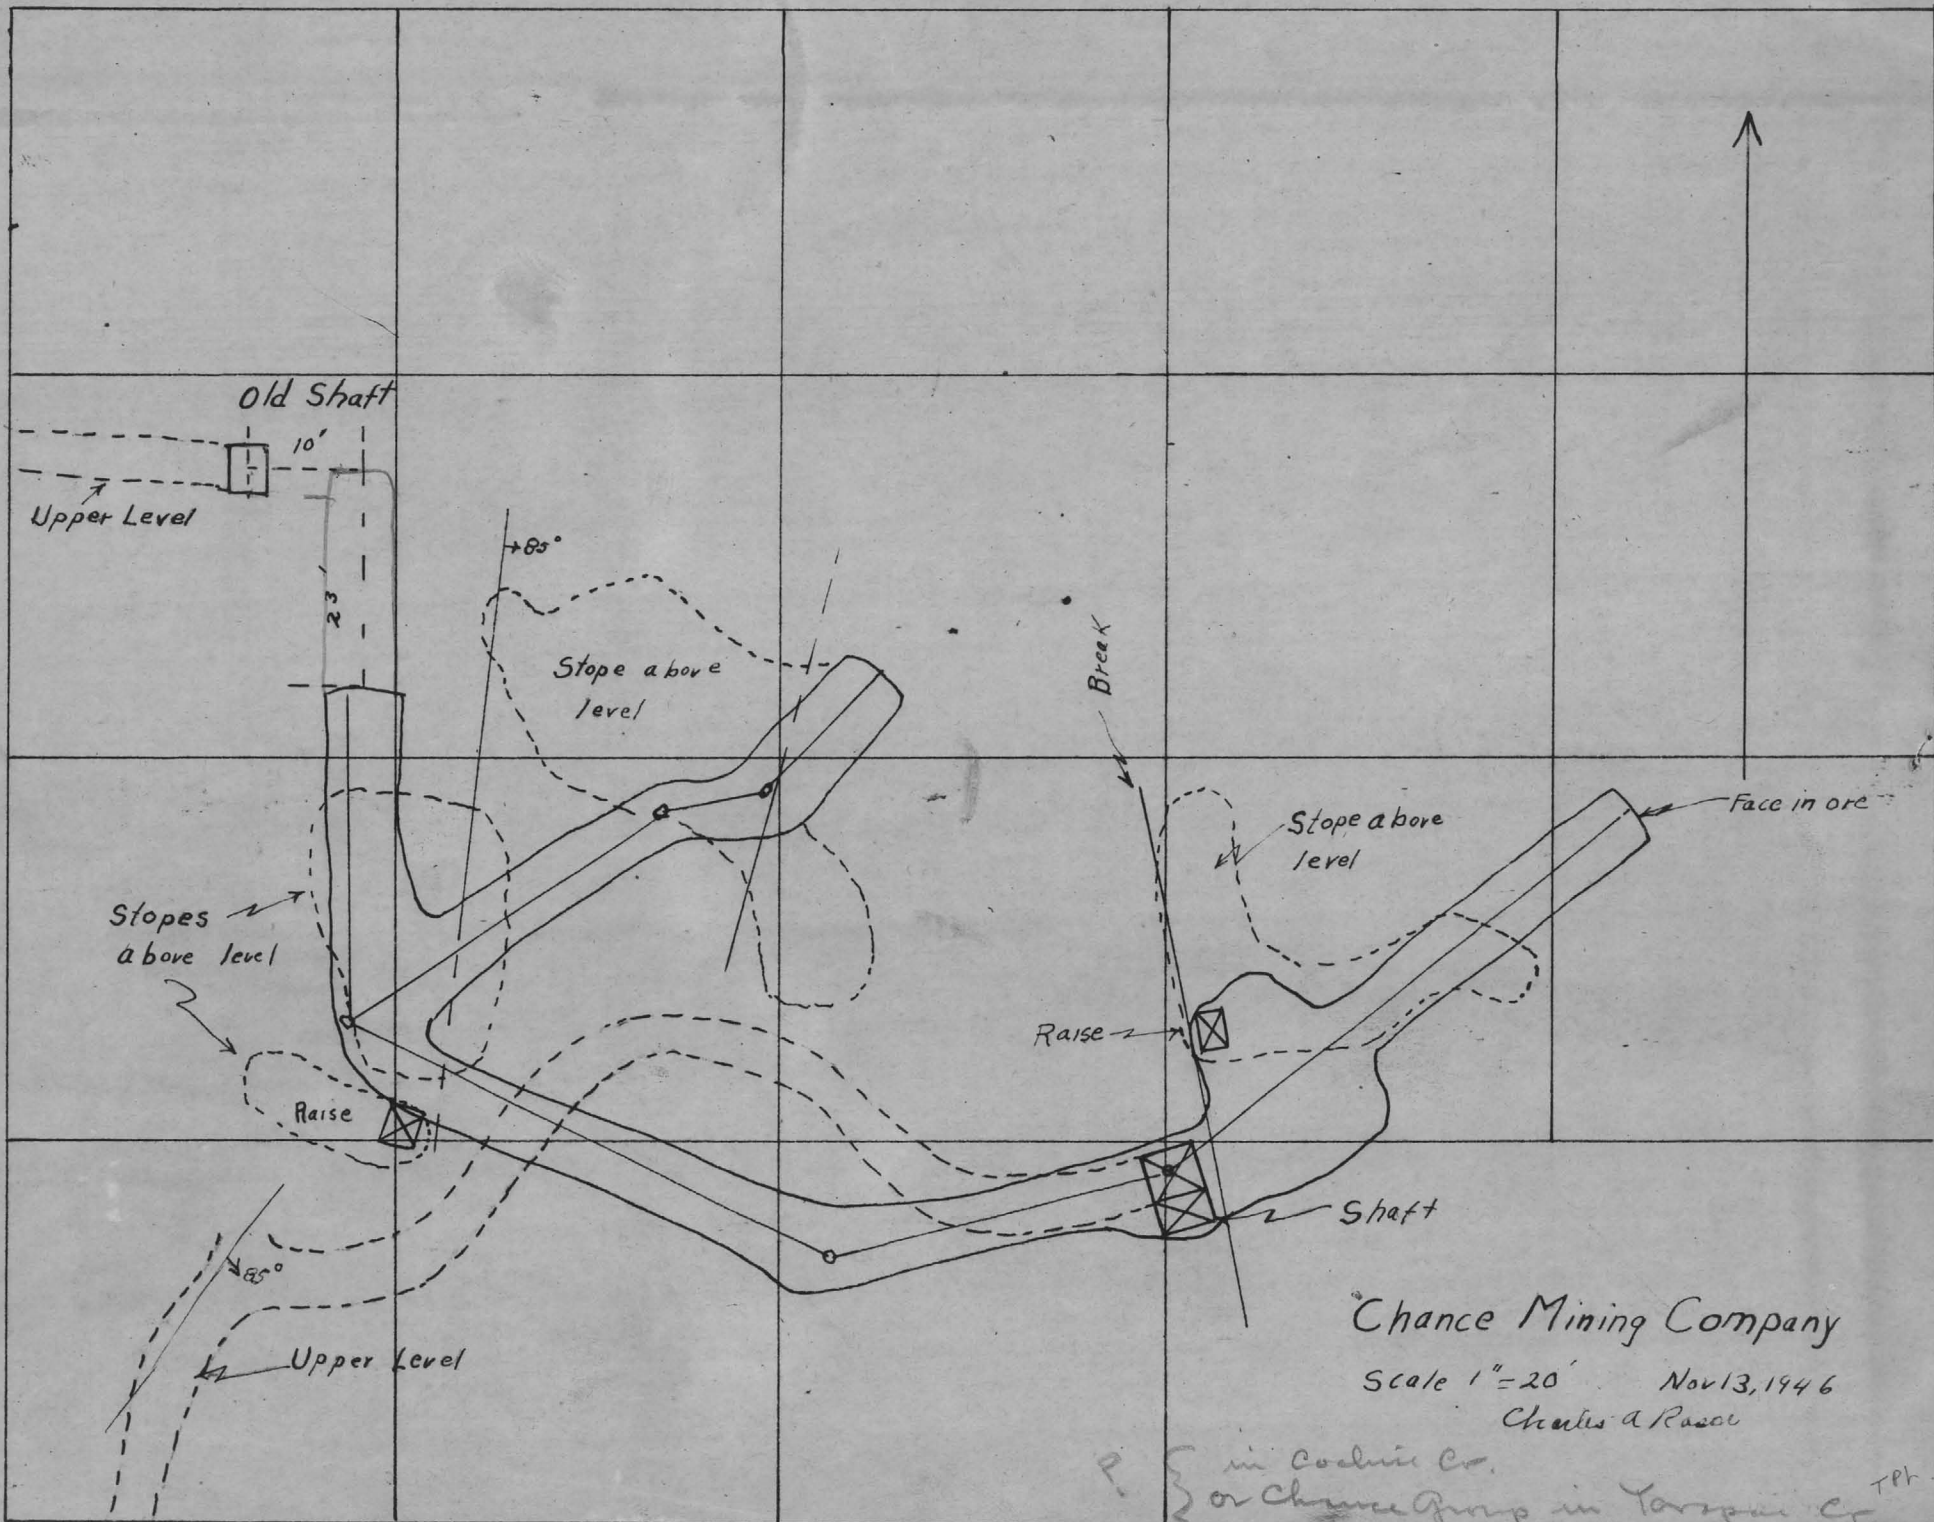 Old Shaft
10'
Upper Level
23'
85°
Stope above
level
Break
Stope above
level
Face in ore
Stopes
above level
Raise
Raise
Shaft
85°
Upper Level
Chance Mining Company
Scale 1"=20' Nov 13, 1946
Charles A
? { in Cochise Co.
or Chance Group in Yavapai Co